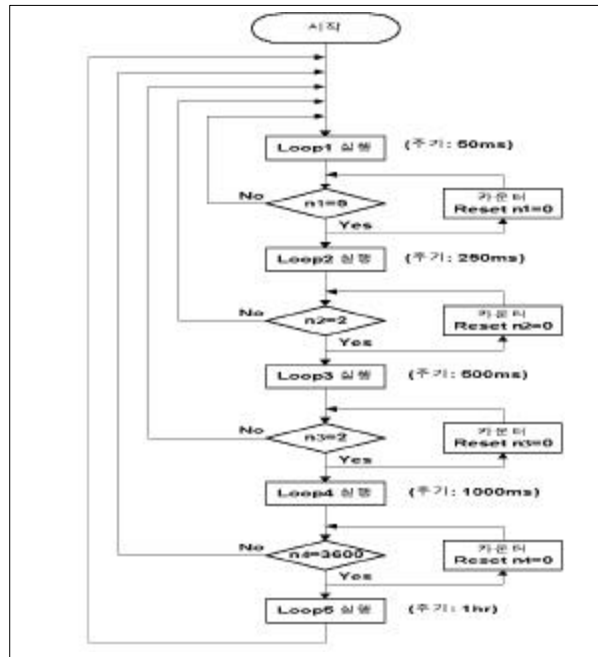 시작
Loop1 실행 (주기: 50ms)
No
n1=5
카운터
Reset n1=0
Yes
Loop2 실행 (주기: 250ms)
No
n2=2
카운터
Reset n2=0
Yes
Loop3 실행 (주기: 500ms)
No
n3=2
카운터
Reset n3=0
Yes
Loop4 실행 (주기: 1000ms)
No
n4=3600
카운터
Reset n4=0
Yes
Loop5 실행 (주기: 1hr)